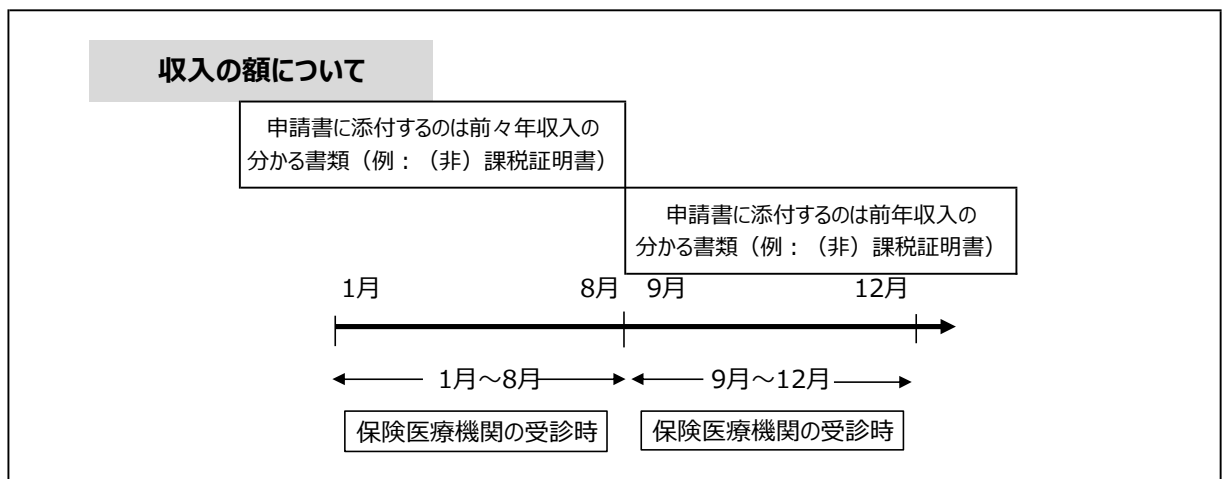 収入の額について
申請書に添付するのは前々年収入の
分かる書類（例：（非）課税証明書）
申請書に添付するのは前年収入の
分かる書類（例：（非）課税証明書）
1月
8月
9月
12月
1月～8月
9月～12月
保険医療機関の受診時
保険医療機関の受診時